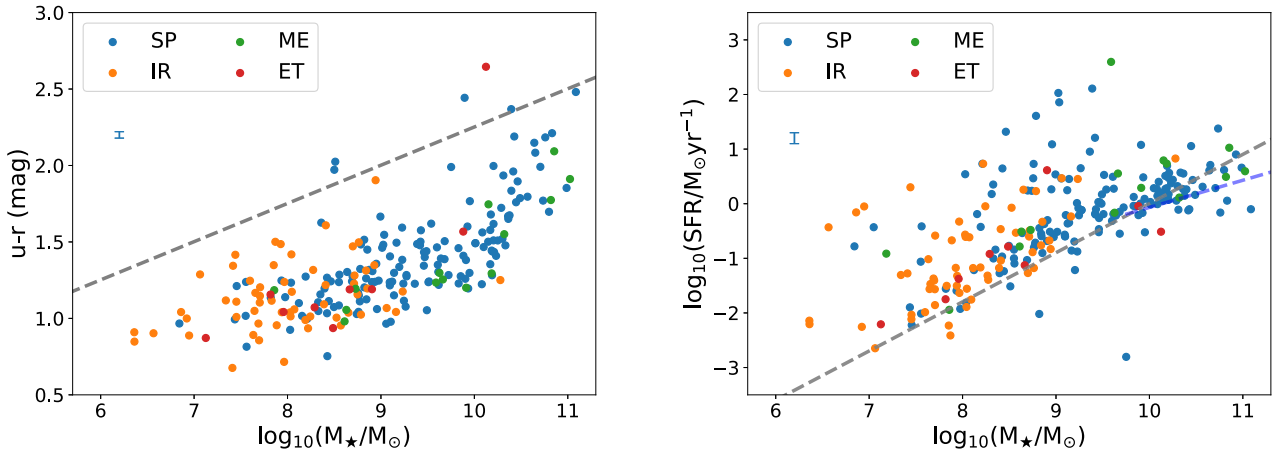 3.0
2.5
2.0
1.5
1.0
0.5
u-r (mag)
SP ME
IR ET
6 7 8 9 10 11
log₁₀(M★/M⊙)
3
2
1
0
−1
−2
−3
log₁₀(SFR/M⊙yr⁻¹)
SP ME
IR ET
6 7 8 9 10 11
log₁₀(M★/M⊙)